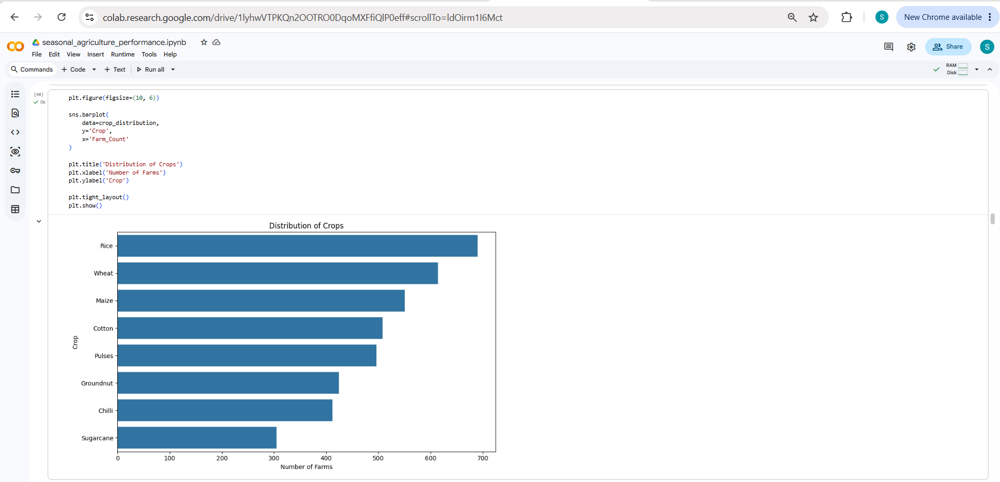 colab.research.google.com/drive/1lyhwVTPKQn2OOTRO0DqoMXFfiQlP0eff#scrollTo=ldOirm1I6Mct
S
New Chrome available
CO
seasonal_agriculture_performance.ipynb
File Edit View Insert Runtime Tools Help
Share
S
Commands + Code + Text Run all
RAM
Disk
[68]
0s
plt.figure(figsize=(10, 6))
sns.barplot(
data=crop_distribution,
y='Crop',
x='Farm_Count'
)
plt.title('Distribution of Crops')
plt.xlabel('Number of Farms')
plt.ylabel('Crop')
plt.tight_layout()
plt.show()
Distribution of Crops
Rice
Wheat
Maize
Cotton
Crop
Pulses
Groundnut
Chilli
Sugarcane
0 100 200 300 400 500 600 700
Number of Farms